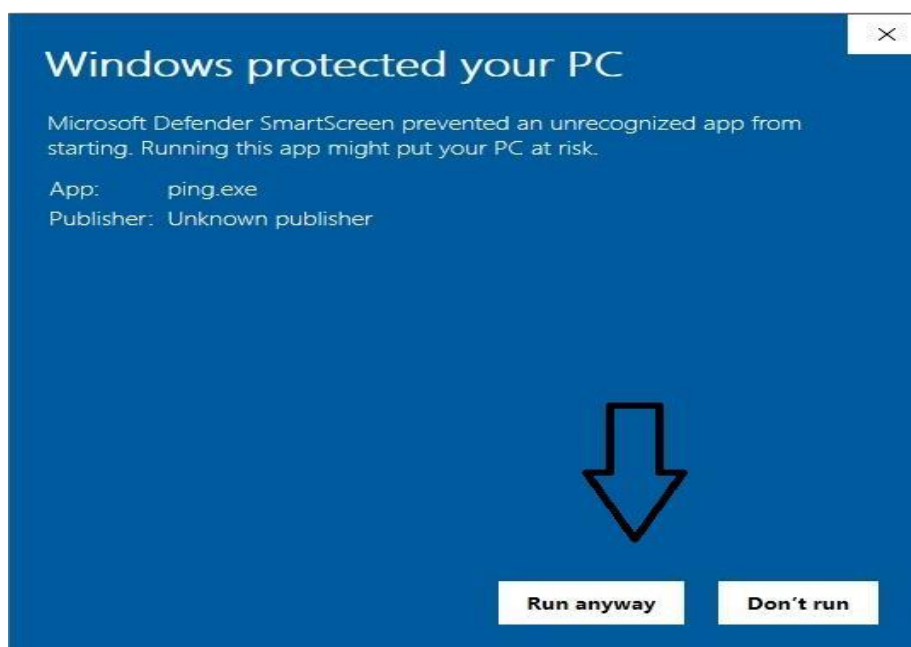 Windows protected your PC
Microsoft Defender SmartScreen prevented an unrecognized app from
starting. Running this app might put your PC at risk.
App: ping.exe
Publisher: Unknown publisher
Run anyway Don't run